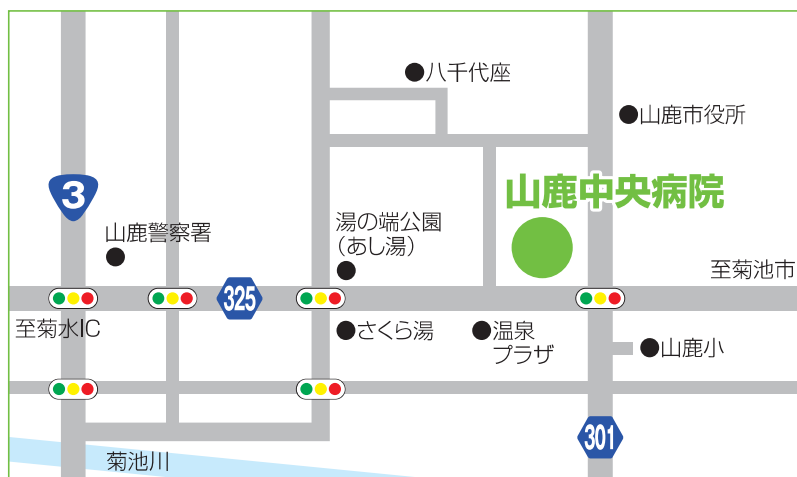 八千代座
山鹿市役所
3
山鹿中央病院
山鹿警察署
湯の端公園
（あし湯）
至菊池市
325
至菊水IC
さくら湯
温泉
プラザ
山鹿小
301
菊池川